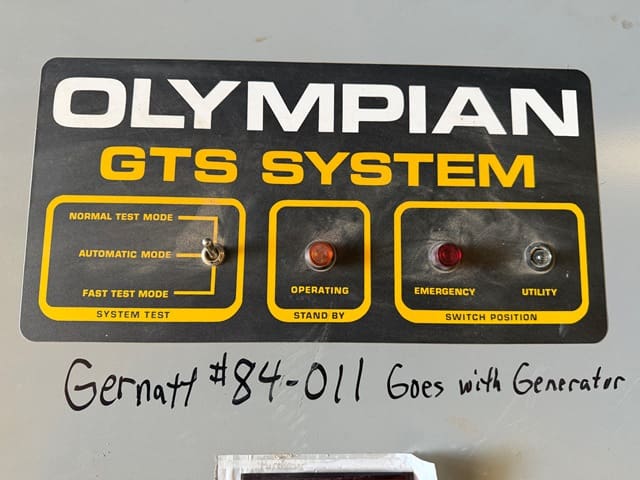 OLYMPIAN
GTS SYSTEM
NORMAL TEST MODE
AUTOMATIC MODE
FAST TEST MODE
SYSTEM TEST
OPERATING
STAND BY
EMERGENCY UTILITY
SWITCH POSITION
Gernatt #84-011 Goes with Generator